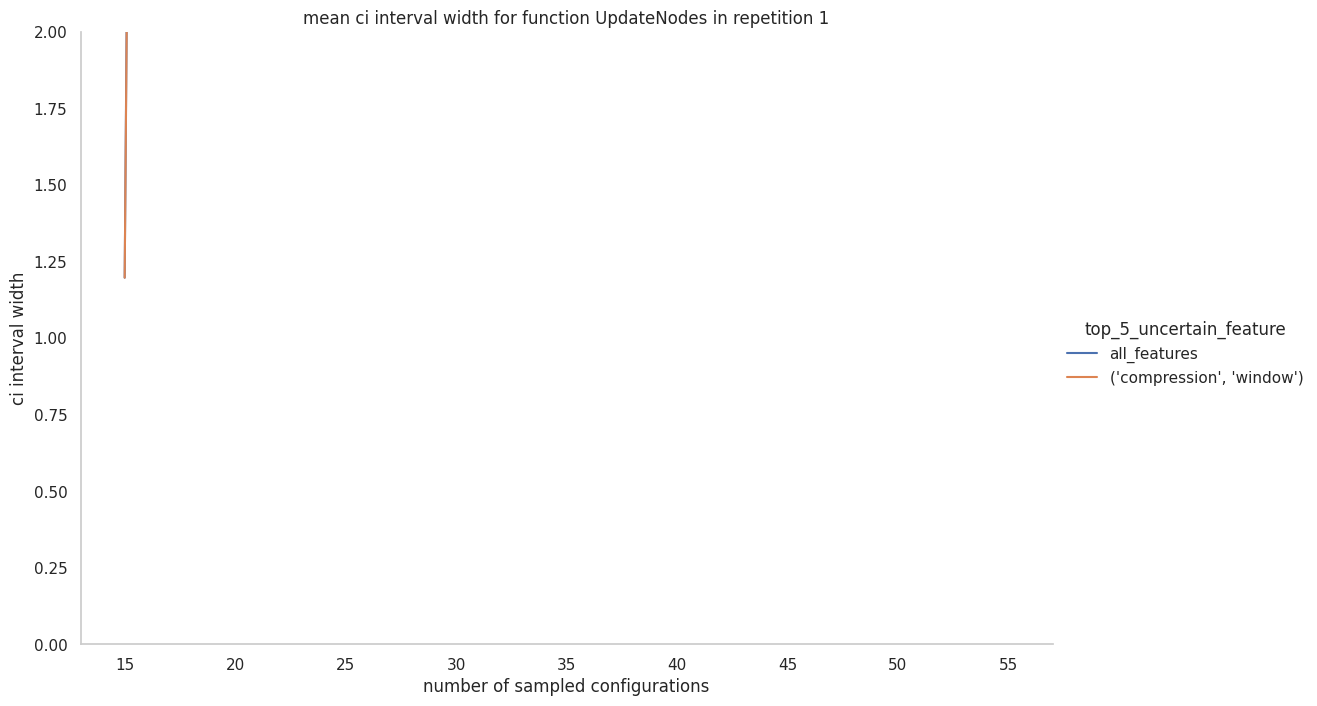 mean ci interval width for function UpdateNodes in repetition 1
2.00
1.75
1.50
1.25
1.00
0.75
0.50
0.25
0.00
ci interval width
15 20 25 30 35 40 45 50 55
number of sampled configurations
top_5_uncertain_feature
all_features
('compression', 'window')